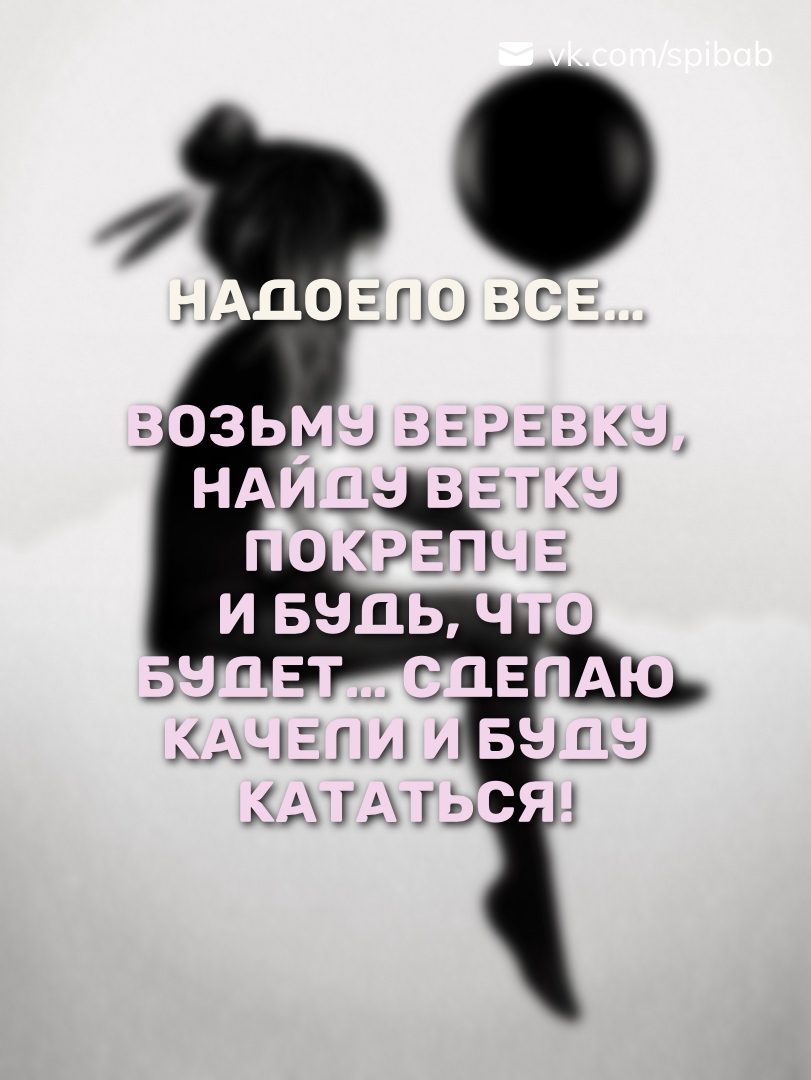 vk.com/spibab
НАДОЕЛО ВСЕ...
ВОЗЬМУ ВЕРЕВКУ,
НАЙДУ ВЕТКУ
ПОКРЕПЧЕ
И БУДЬ, ЧТО
БУДЕТ... СДЕЛАЮ
КАЧЕЛИ И БУДУ
КАТАТЬСЯ!